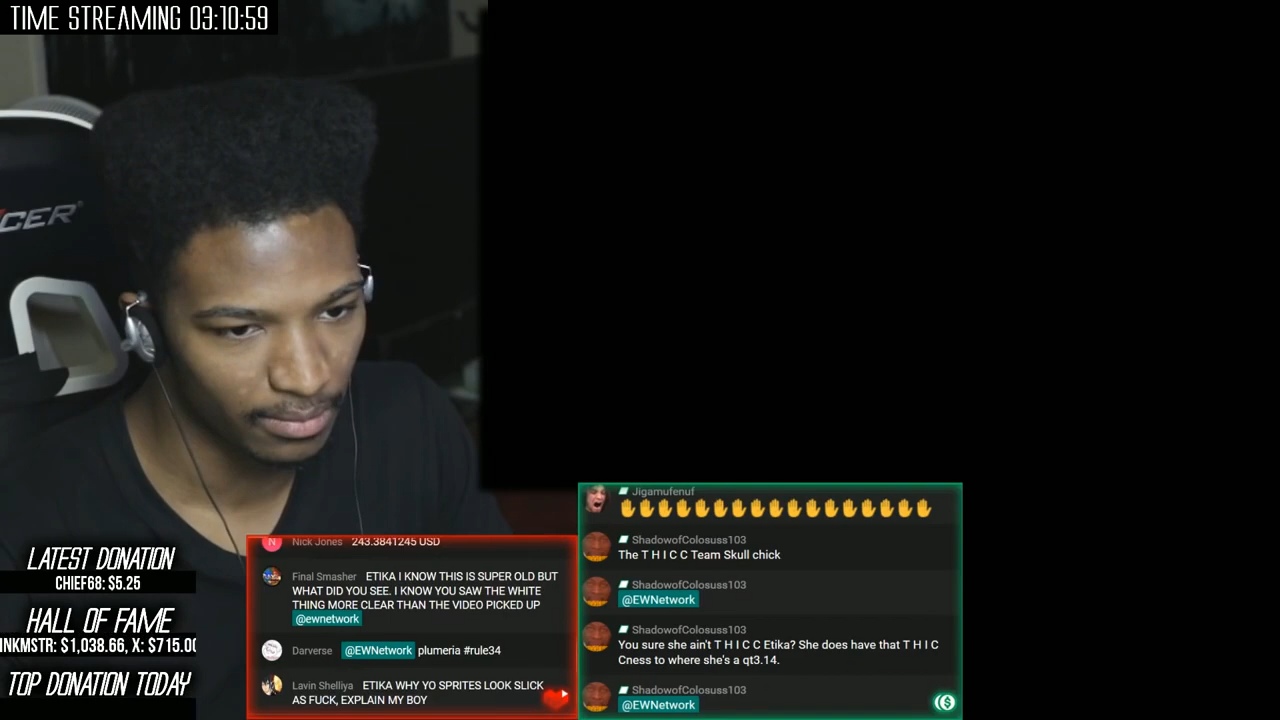 TIME STREAMING 03:10:59
CER
LATEST DONATION
CHIEF68: $5.25
HALL OF FAME
INKMSTR: $1,038.66, X: $715.00
TOP DONATION TODAY
N Nick Jones 243.3841245 USD
Final Smasher ETIKA I KNOW THIS IS SUPER OLD BUT
WHAT DID YOU SEE. I KNOW YOU SAW THE WHITE
THING MORE CLEAR THAN THE VIDEO PICKED UP
@ewnetwork
Darverse @EWNetwork plumeria #rule34
Lavin Shelliya ETIKA WHY YO SPRITES LOOK SLICK
AS FUCK, EXPLAIN MY BOY
Jigamufenuf
✋✋✋✋✋✋✋✋✋✋✋✋✋✋✋✋✋
ShadowofColosuss103
The T H I C C Team Skull chick
ShadowofColosuss103
@EWNetwork
ShadowofColosuss103
You sure she ain't T H I C C Etika? She does have that T H I C
Cness to where she's a qt3.14.
ShadowofColosuss103
@EWNetwork